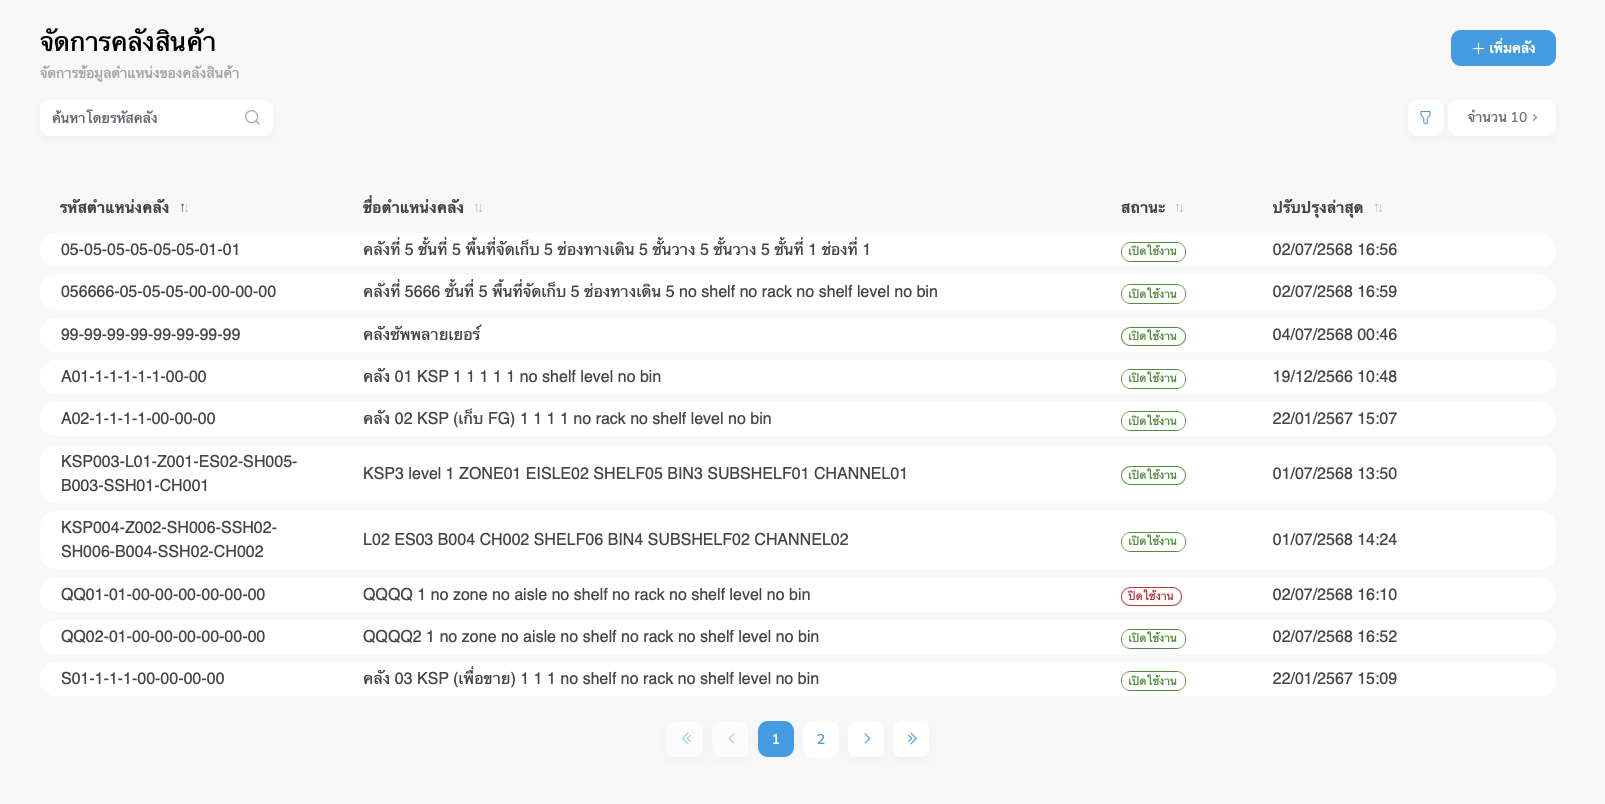 จัดการคลังสินค้า
จัดการข้อมูลตำแหน่งของคลังสินค้า
เพิ่มคลัง
ค้นหาโดยรหัสคลัง
จำนวน 10
รหัสตำแหน่งคลัง ชื่อตำแหน่งคลัง สถานะ ปรับปรุงล่าสุด
05-05-05-05-05-05-01-01 คลังที่ 5 ชั้นที่ 5 พื้นที่จัดเก็บ 5 ช่องทางเดิน 5 ชั้นวาง 5 ชั้นวาง 5 ชั้นที่ 1 ช่องที่ 1 เปิดใช้งาน 02/07/2568 16:56
056666-05-05-05-00-00-00-00 คลังที่ 5666 ชั้นที่ 5 พื้นที่จัดเก็บ 5 ช่องทางเดิน 5 no shelf no rack no shelf level no bin เปิดใช้งาน 02/07/2568 16:59
99-99-99-99-99-99-99-99 คลังซัพพลายเยอร์ เปิดใช้งาน 04/07/2568 00:46
A01-1-1-1-1-1-00-00 คลัง 01 KSP 1 1 1 1 1 no shelf level no bin เปิดใช้งาน 19/12/2566 10:48
A02-1-1-1-1-00-00-00 คลัง 02 KSP (เก็บ FG) 1 1 1 1 no rack no shelf level no bin เปิดใช้งาน 22/01/2567 15:07
KSP003-L01-Z001-ES02-SH005-
B003-SSH01-CH001 KSP3 level 1 ZONE01 EISLE02 SHELF05 BIN3 SUBSHELF01 CHANNEL01 เปิดใช้งาน 01/07/2568 13:50
KSP004-Z002-SH006-SSH02-
SH006-B004-SSH02-CH002 L02 ES03 B004 CH002 SHELF06 BIN4 SUBSHELF02 CHANNEL02 เปิดใช้งาน 01/07/2568 14:24
QQ01-01-00-00-00-00-00-00 QQQQ 1 no zone no aisle no shelf no rack no shelf level no bin ปิดใช้งาน 02/07/2568 16:10
QQ02-01-00-00-00-00-00-00 QQQQ2 1 no zone no aisle no shelf no rack no shelf level no bin เปิดใช้งาน 02/07/2568 16:52
S01-1-1-1-00-00-00-00 คลัง 03 KSP (เพื่อขาย) 1 1 1 no shelf no rack no shelf level no bin เปิดใช้งาน 22/01/2567 15:09
1 2